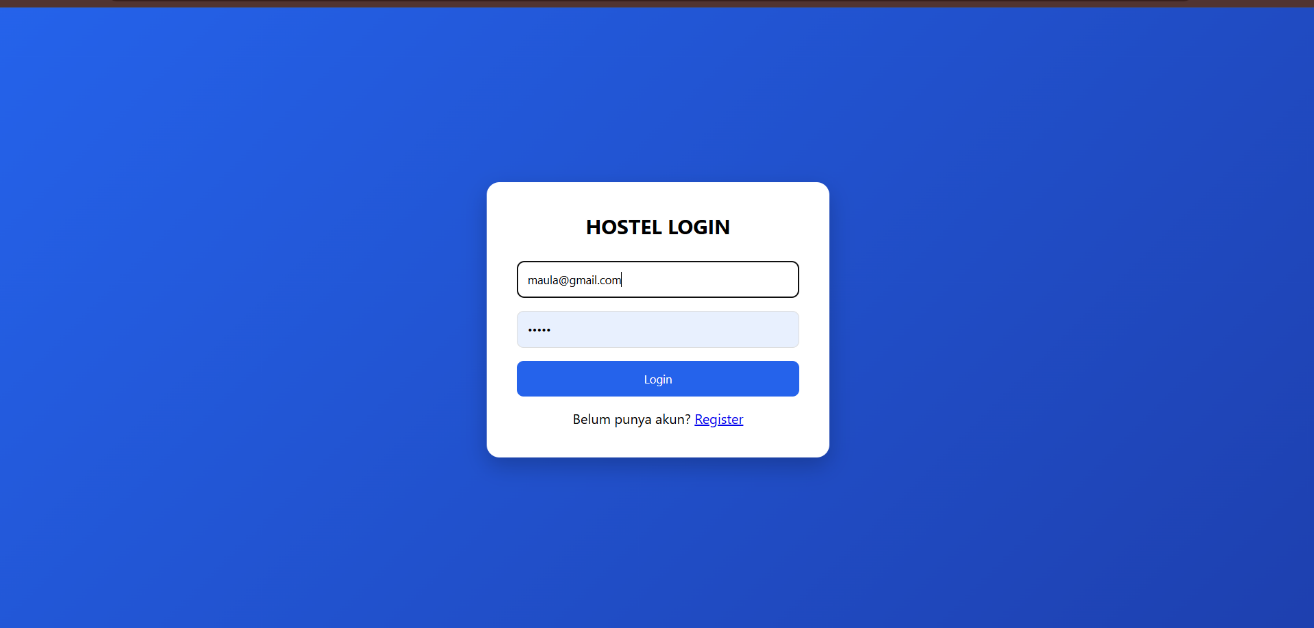 HOSTEL LOGIN
maula@gmail.com
•••••
Login
Belum punya akun? Register